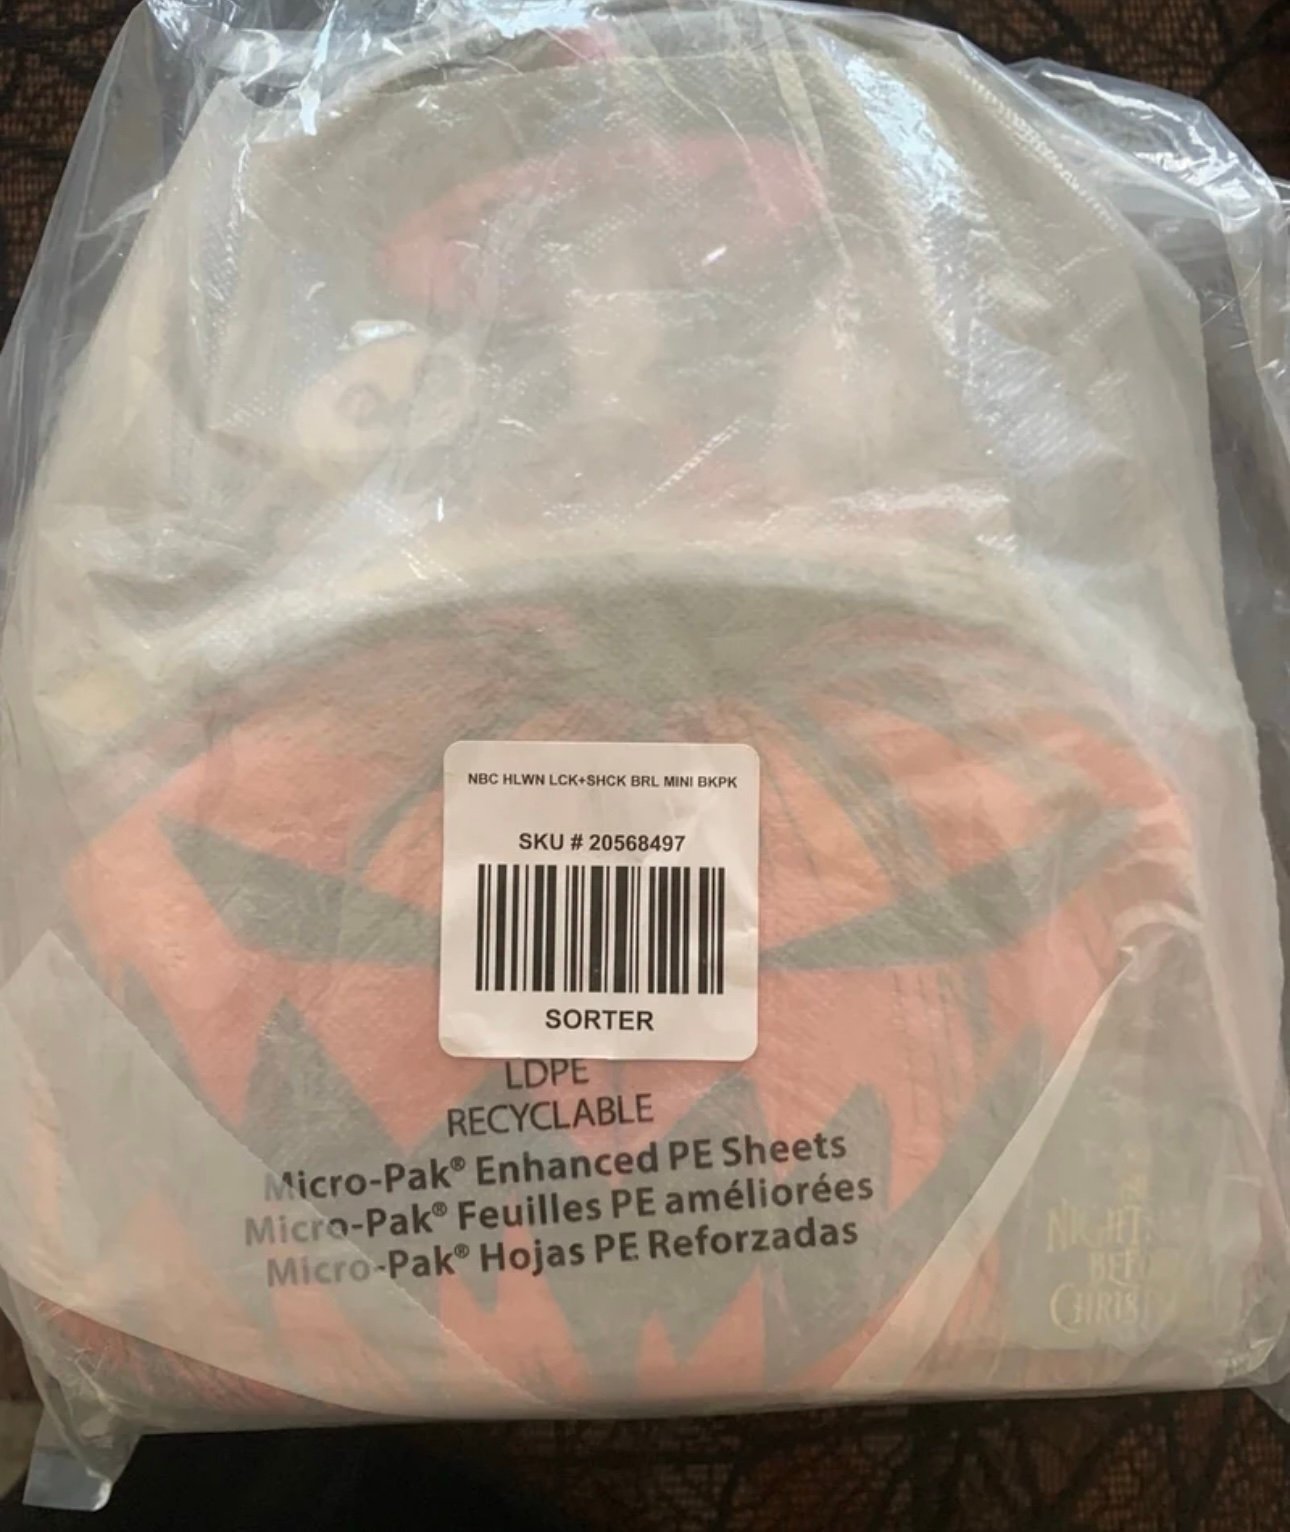 NBC HLWN LCK+SHCK BRL MINI BKPK
SKU # 20568497
SORTER
LDPE
RECYCLABLE
Micro-Pak® Enhanced PE Sheets
Micro-Pak® Feuilles PE améliorées
Micro-Pak® Hojas PE Reforzadas
NIGHT